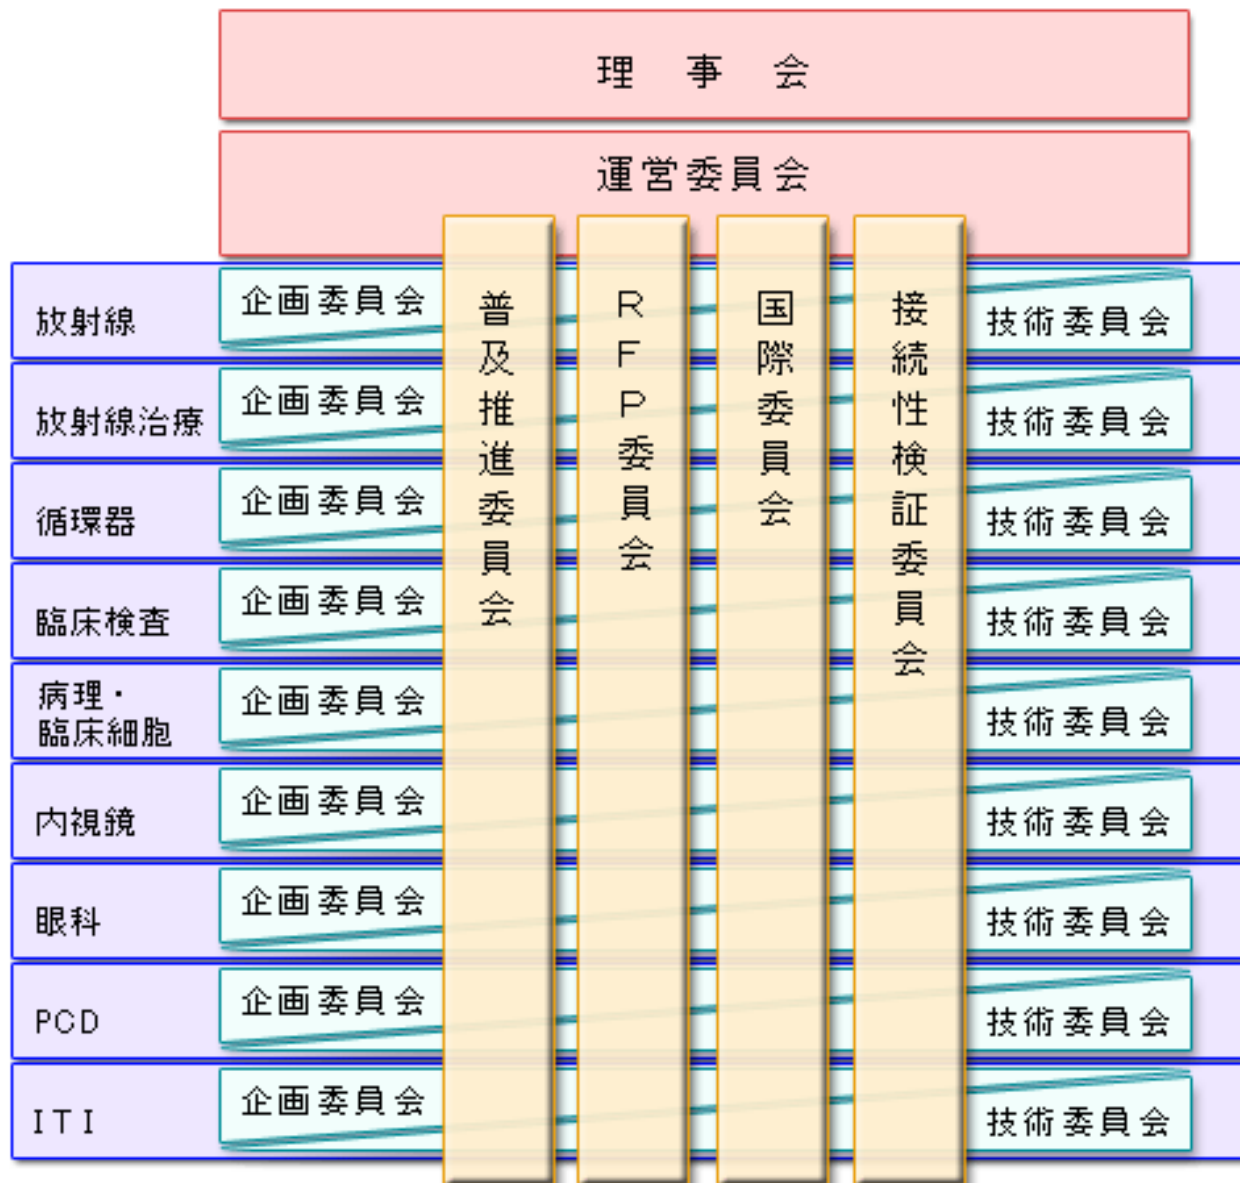 理事会
運営委員会
普及推進委員会
RFP委員会
国際委員会
接続性検証委員会
放射線
企画委員会
技術委員会
放射線治療
企画委員会
技術委員会
循環器
企画委員会
技術委員会
臨床検査
企画委員会
技術委員会
病理・
臨床細胞
企画委員会
技術委員会
内視鏡
企画委員会
技術委員会
眼科
企画委員会
技術委員会
PCD
企画委員会
技術委員会
ITI
企画委員会
技術委員会